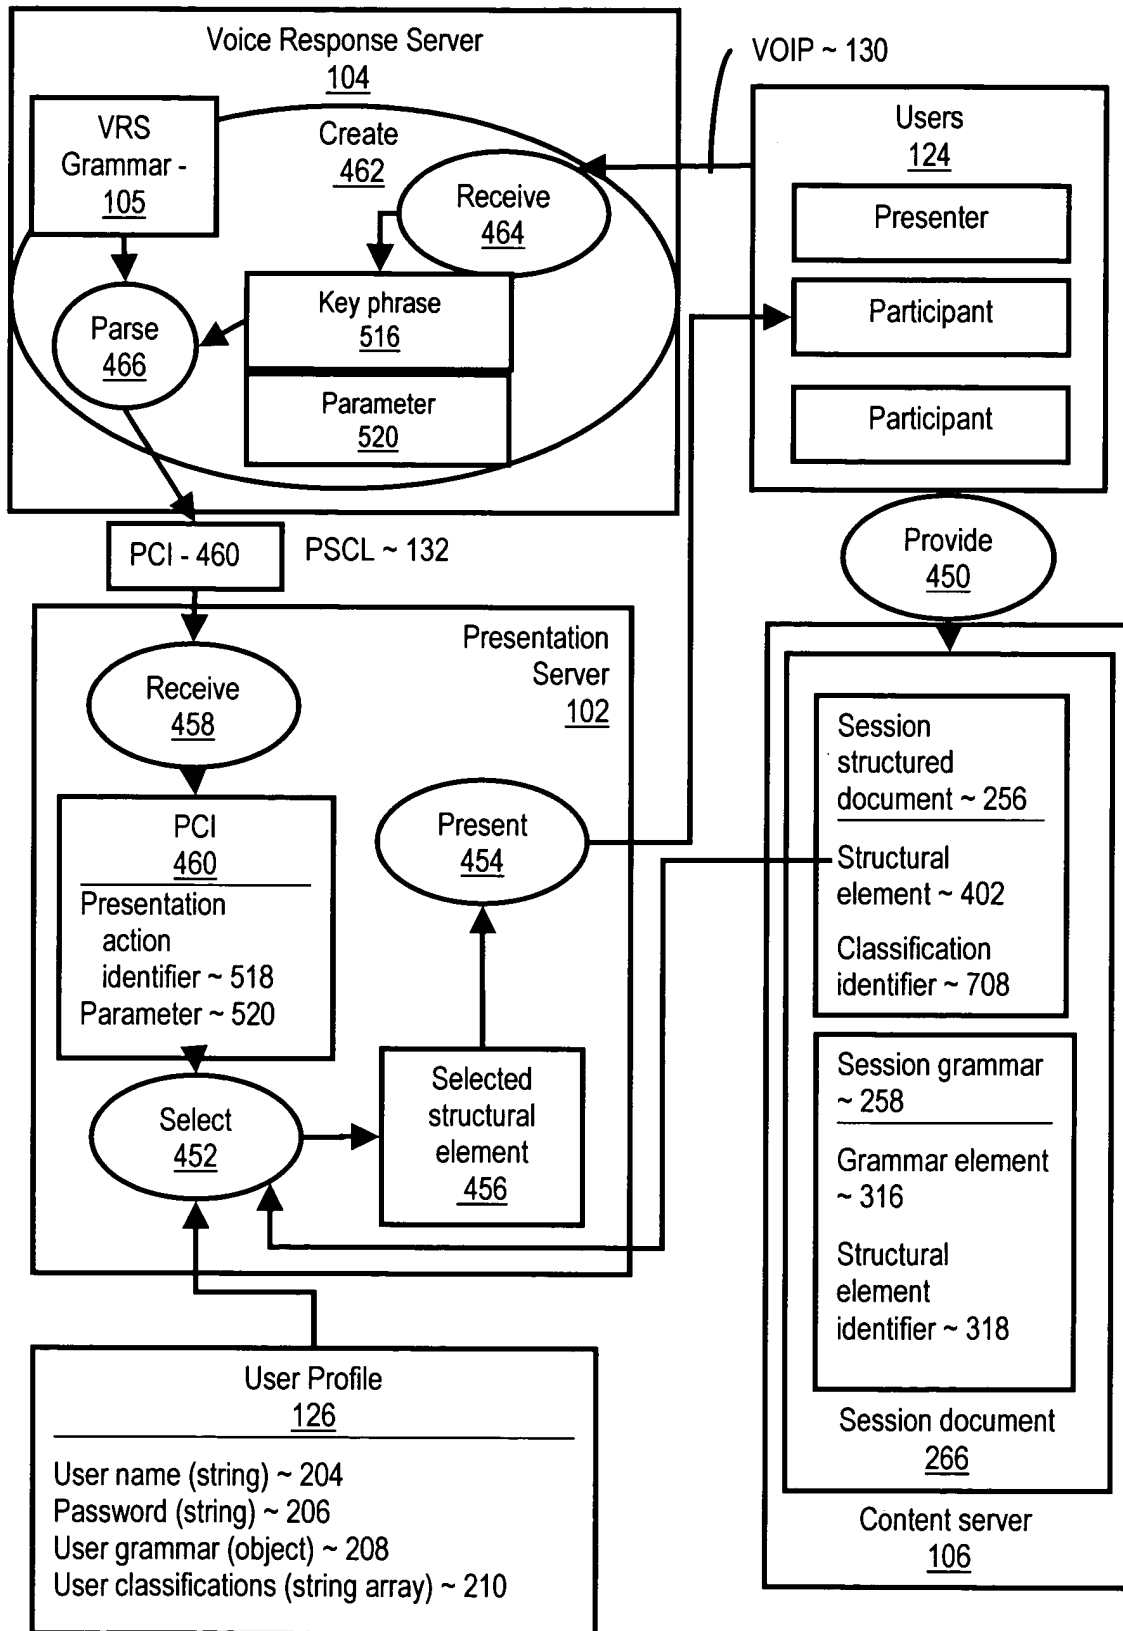 Voice Response Server
104
VRS
Grammar -
105
Create
462
Receive
464
Key phrase
516
Parse
466
Parameter
520
VOIP ~ 130
Users
124
Presenter
Participant
Participant
PCI - 460
PSCL ~ 132
Provide
450
Presentation
Server
102
Receive
458
PCI
460
Presentation
action
identifier ~ 518
Parameter ~ 520
Present
454
Select
452
Selected
structural
element
456
Session
structured
document ~ 256
Structural
element ~ 402
Classification
identifier ~ 708
Session grammar
~ 258
Grammar element
~ 316
Structural
element
identifier ~ 318
Session document
266
Content server
106
User Profile
126
User name (string) ~ 204
Password (string) ~ 206
User grammar (object) ~ 208
User classifications (string array) ~ 210